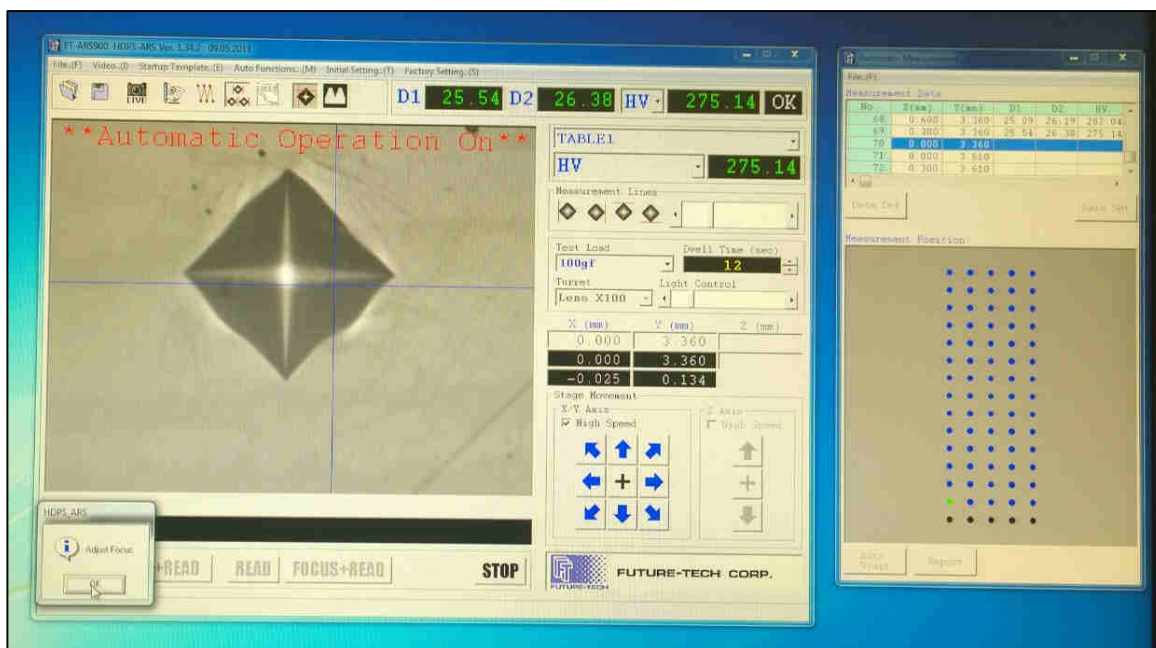 FT-ARS900 HDPS-ARS Ver. 1.34.2 09.05.2011
File..(F) Video..(I) Startup Template..(E) Auto Functions..(M) Initial Setting..(T) Factory Setting..(S)
LIVE
D1 25.54 D2 26.38 HV 275.14 OK
**Automatic Operation On**
TABLE1
HV 275.14
Measurement Lines
Test Load Dwell Time (sec)
100gf 12
Turret Light Control
Lens X100
X (mm) Y (mm) Z (mm)
0.000 3.360
0.000 3.360
-0.025 0.134
Stage Movement
X/Y Axis Z Axis
High Speed High Speed
HDPS_ARS
Adjust Focus
OK
+READ READ FOCUS+READ STOP
FT FUTURE-TECH CORP.
FUTURE-TECH
Automatic Measurement
File..(F)
Measurement Data
No. X(mm) Y(mm) D1 D2 HV
68 0.600 3.360 25.09 26.19 282.04
69 0.300 3.360 25.54 26.38 275.14
70 0.000 3.360
71 0.000 3.610
72 0.300 3.610
Data Set
Measurement Position
Auto Start